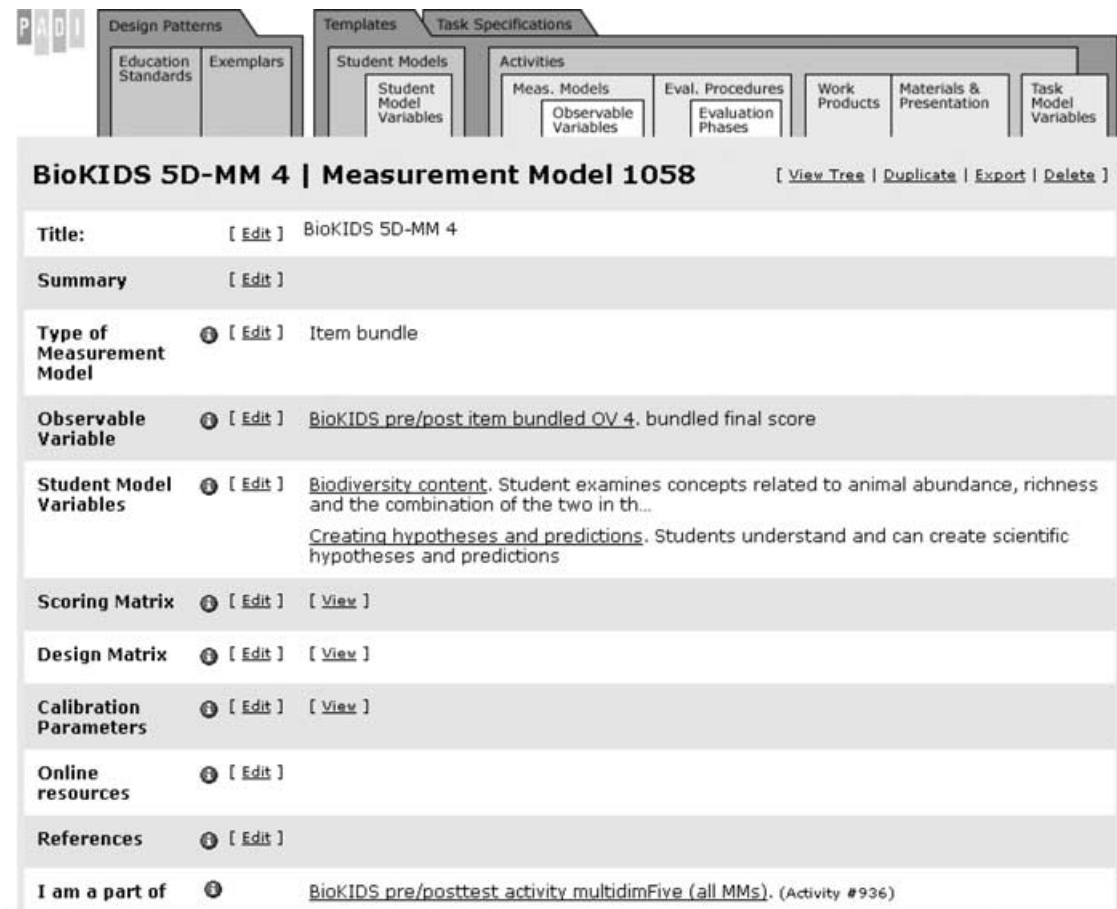 PADI
Design Patterns
Education Standards
Exemplars
Templates
Task Specifications
Student Models
Student Model Variables
Activities
Meas. Models
Observable Variables
Eval. Procedures
Evaluation Phases
Work Products
Materials & Presentation
Task Model Variables
BioKIDS 5D-MM 4 | Measurement Model 1058 [ View Tree | Duplicate | Export | Delete ]
Title: [ Edit ] BioKIDS 5D-MM 4
Summary [ Edit ]
Type of Measurement Model [ Edit ] Item bundle
Observable Variable [ Edit ] BioKIDS pre/post item bundled OV 4. bundled final score
Student Model Variables [ Edit ] Biodiversity content. Student examines concepts related to animal abundance, richness
and the combination of the two in th...
Creating hypotheses and predictions. Students understand and can create scientific
hypotheses and predictions
Scoring Matrix [ Edit ] [ View ]
Design Matrix [ Edit ] [ View ]
Calibration Parameters [ Edit ] [ View ]
Online resources [ Edit ]
References [ Edit ]
I am a part of BioKIDS pre/posttest activity multidimFive (all MMs). (Activity #936)